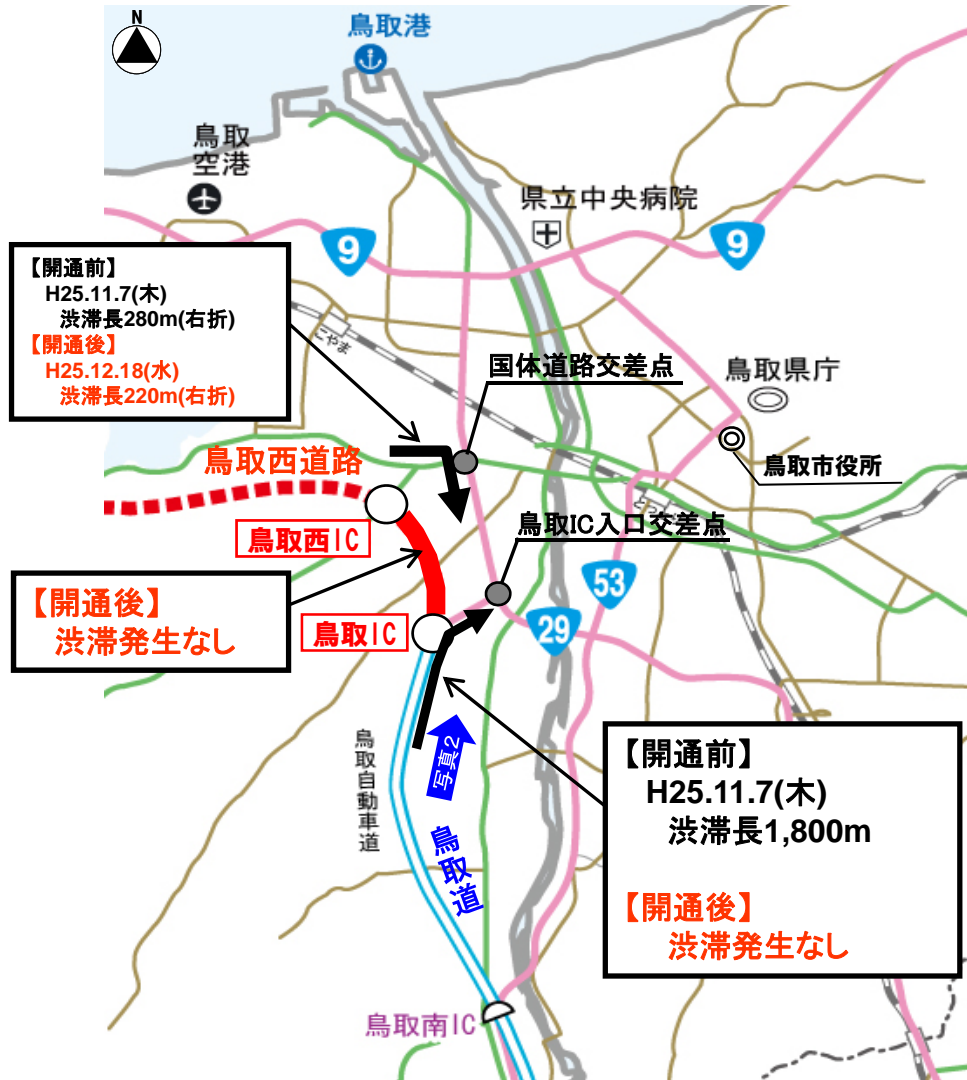 N
鳥取港
鳥取
空港
県立中央病院
9
9
【開通前】
H25.11.7(木)
渋滞長280m(右折)
【開通後】
H25.12.18(水)
渋滞長220m(右折)
こやま
国体道路交差点
鳥取県庁
鳥取市役所
鳥取西道路
とっとり
鳥取西IC
鳥取IC入口交差点
【開通後】
渋滞発生なし
53
鳥取IC
29
鳥取自動車道
写真2
鳥取道
【開通前】
H25.11.7(木)
渋滞長1,800m
【開通後】
渋滞発生なし
鳥取南IC